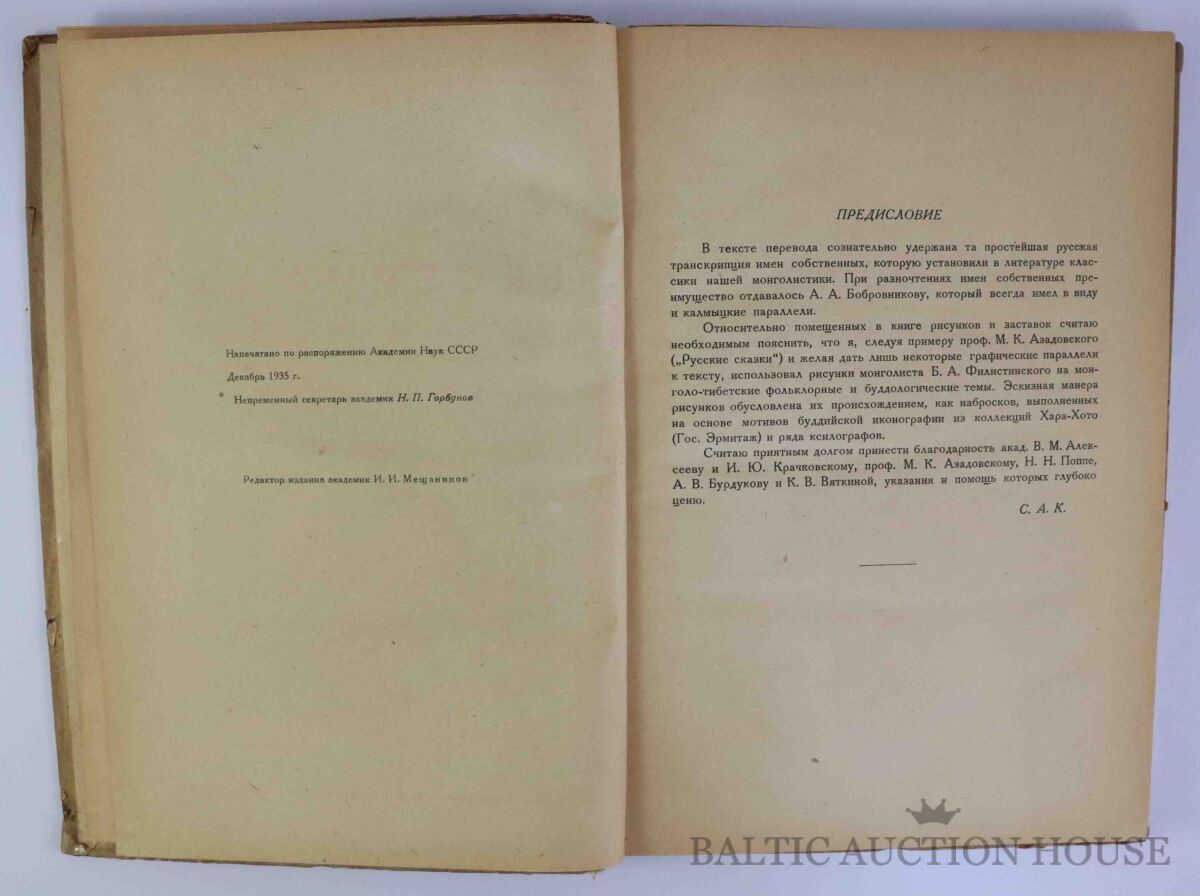 Напечатано по распоряжению Академии Наук СССР
Декабрь 1935 г.
Непременный секретарь академик Н. П. Горбунов
Редактор издания академик И. И. Мещанинов
ПРЕДИСЛОВИЕ
В тексте перевода сознательно удержана та простейшая русская
транскрипция имен собственных, которую установили в литературе клас-
сики нашей монголистики. При разночтениях имен собственных пре-
имущество отдавалось А. А. Бобровникову, который всегда имел в виду
и калмыцкие параллели.
Относительно помещенных в книге рисунков и заставок считаю
необходимым пояснить, что я, следуя примеру проф. М. К. Азадовского
(„Русские сказки“) и желая дать лишь некоторые графические параллели
к тексту, использовал рисунки монголиста Б. А. Филистинского на мон-
голо-тибетские фольклорные и буддологические темы. Эскизная манера
рисунков обусловлена их происхождением, как набросков, выполненных
на основе мотивов буддийской иконографии из коллекций Хара-Хото
(Гос. Эрмитаж) и ряда ксилографов.
Считаю приятным долгом принести благодарность акад. В. М. Алек-
сееву и И. Ю. Крачковскому, проф. М. К. Азадовскому, Н. Н. Поппе,
А. В. Бурдукову и К. В. Вяткиной, указания и помощь которых глубоко
ценю.
С. А. К.
BALTIC AUCTION HOUSE